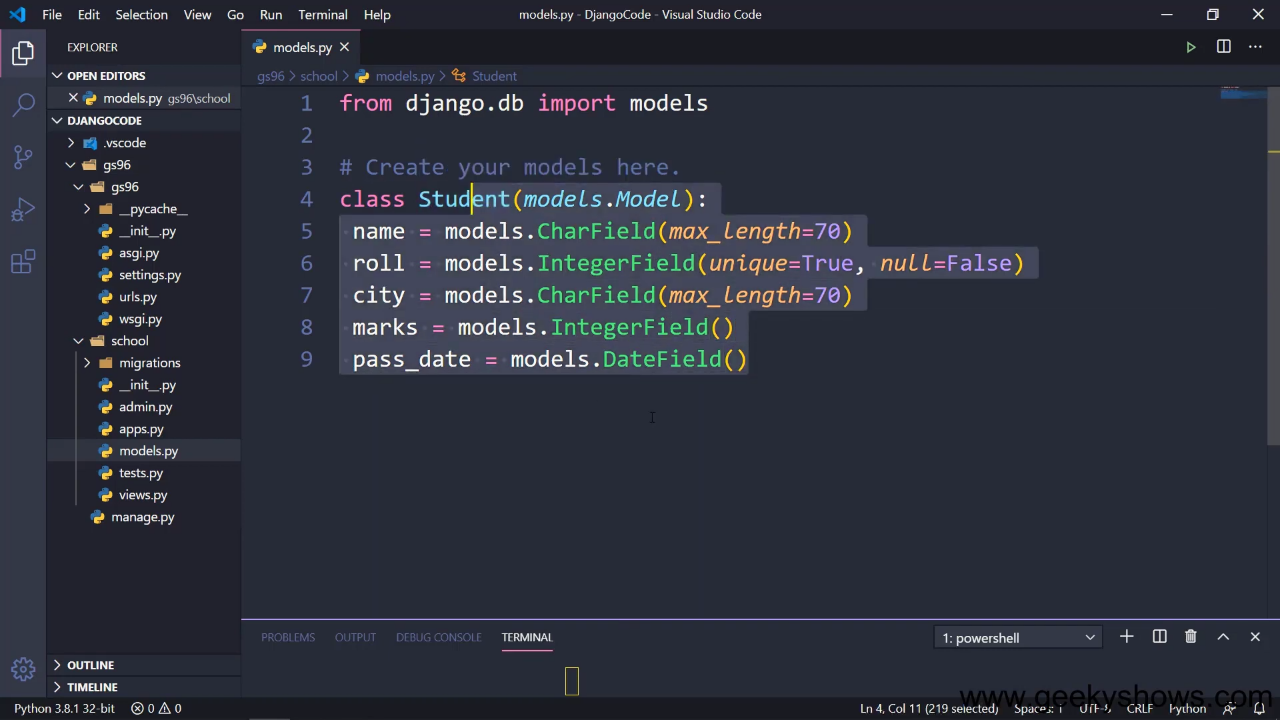 File Edit Selection View Go Run Terminal Help models.py - DjangoCode - Visual Studio Code
EXPLORER
OPEN EDITORS
models.py gs96\school
DJANGOCODE
.vscode
gs96
gs96
__pycache__
__init__.py
asgi.py
settings.py
urls.py
wsgi.py
school
migrations
__init__.py
admin.py
apps.py
models.py
tests.py
views.py
manage.py
OUTLINE
TIMELINE
models.py
gs96 > school > models.py > Student
1 from django.db import models
2
3 # Create your models here.
4 class Student(models.Model):
5 name = models.CharField(max_length=70)
6 roll = models.IntegerField(unique=True, null=False)
7 city = models.CharField(max_length=70)
8 marks = models.IntegerField()
9 pass_date = models.DateField()
PROBLEMS OUTPUT DEBUG CONSOLE TERMINAL 1: powershell
www.geekyshows.com
Python 3.8.1 32-bit 0 0 Ln 4, Col 11 (219 selected) Spaces: 1 UTF-8 CRLF Python